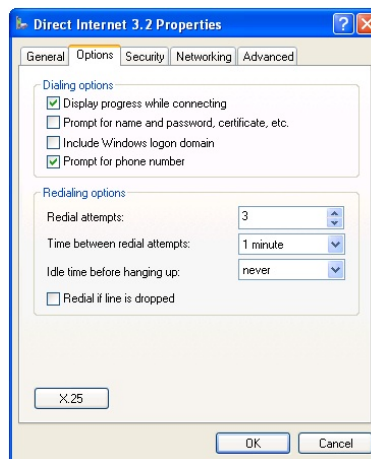 Direct Internet 3.2 Properties
General Options Security Networking Advanced
Dialing options
Display progress while connecting
Prompt for name and password, certificate, etc.
Include Windows logon domain
Prompt for phone number
Redialing options
Redial attempts: 3
Time between redial attempts: 1 minute
Idle time before hanging up: never
Redial if line is dropped
X.25
OK Cancel